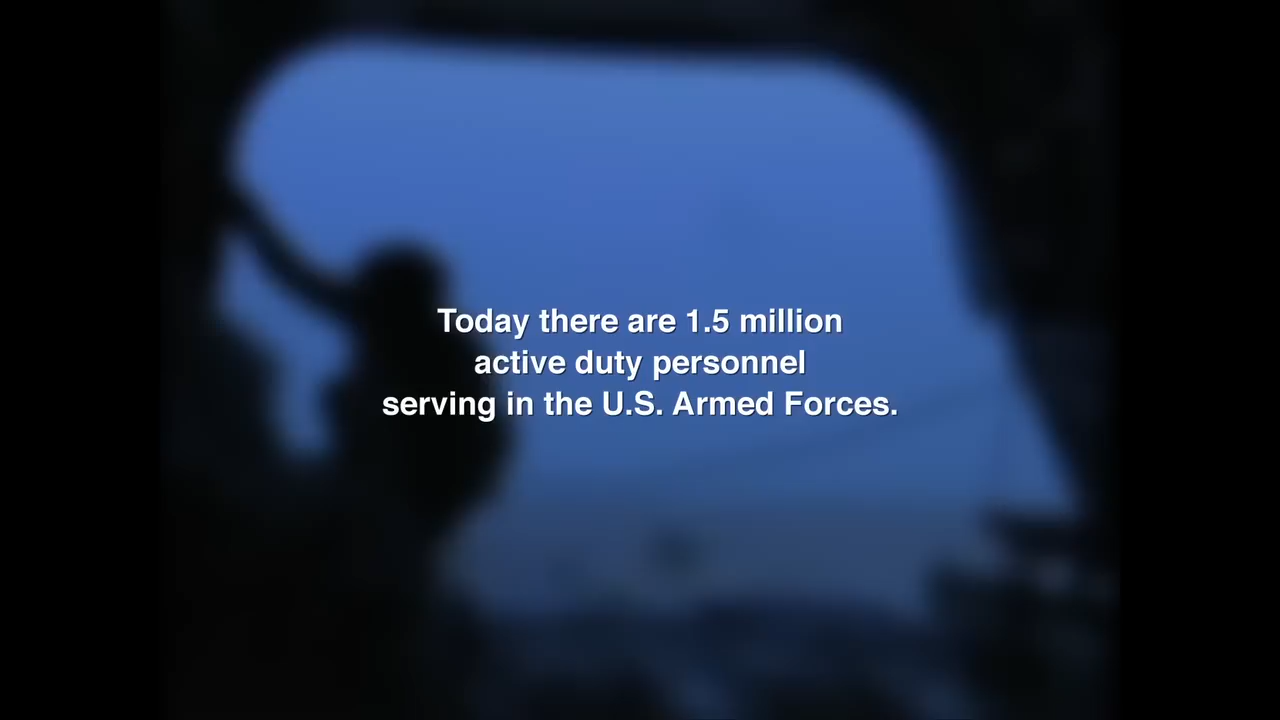 Today there are 1.5 million
active duty personnel
serving in the U.S. Armed Forces.